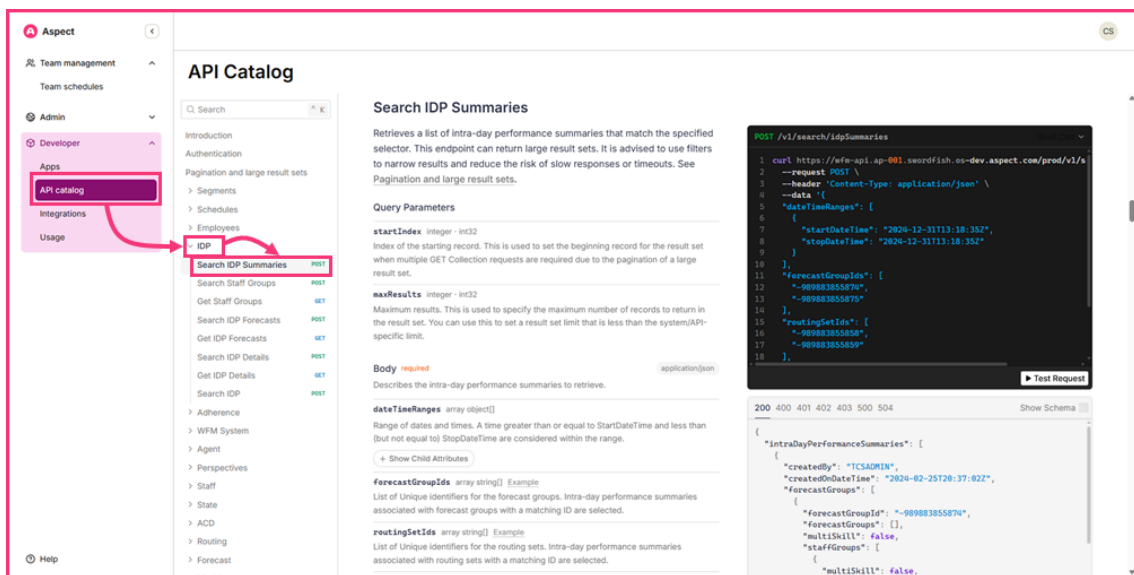 Aspect
CS
Team management
Team schedules
Admin
Developer
Apps
API catalog
Integrations
Usage
Help
API Catalog
Search
^ K
Introduction
Authentication
Pagination and large result sets
Segments
Schedules
Employees
IDP
Search IDP Summaries POST
Search Staff Groups POST
Get Staff Groups GET
Search IDP Forecasts POST
Get IDP Forecasts GET
Search IDP Details POST
Get IDP Details GET
Search IDP POST
Adherence
WFM System
Agent
Perspectives
Staff
State
ACD
Routing
Forecast
Search IDP Summaries
Retrieves a list of intra-day performance summaries that match the specified
selector. This endpoint can return large result sets. It is advised to use filters
to narrow results and reduce the risk of slow responses or timeouts. See
Pagination and large result sets.
Query Parameters
startIndex integer · int32
Index of the starting record. This is used to set the beginning record for the result set
when multiple GET Collection requests are required due to the pagination of a large
result set.
maxResults integer · int32
Maximum results. This is used to specify the maximum number of records to return in
the result set. You can use this to set a result set limit that is less than the system/API-
specific limit.
Body required application/json
Describes the intra-day performance summaries to retrieve.
dateTimeRanges array object[]
Range of dates and times. A time greater than or equal to StartDateTime and less than
(but not equal to) StopDateTime are considered within the range.
+ Show Child Attributes
forecastGroupIds array string[] Example
List of Unique identifiers for the forecast groups. Intra-day performance summaries
associated with forecast groups with a matching ID are selected.
routingSetIds array string[] Example
List of Unique identifiers for the routing sets. Intra-day performance summaries
associated with routing sets with a matching ID are selected.
POST /v1/search/idpSummaries
1 curl https://wfm-api.ap-001.swordfish.os-dev.aspect.com/prod/v1/s
2 --request POST \
3 --header 'Content-Type: application/json' \
4 --data '{
5 "dateTimeRanges": [
6 {
7 "startDateTime": "2024-12-31T13:18:35Z",
8 "stopDateTime": "2024-12-31T13:18:35Z"
9 }
10 ],
11 "forecastGroupIds": [
12 "-989883855874",
13 "-989883855875"
14 ],
15 "routingSetIds": [
16 "-989883855858",
17 "-989883855859"
18 ],
Test Request
200 400 401 402 403 500 504 Show Schema
{
"intraDayPerformanceSummaries": [
{
"createdBy": "TCSADMIN",
"createdOnDateTime": "2024-02-25T20:37:02Z",
"forecastGroups": [
{
"forecastGroupId": "-989883855874",
"forecastGroups": [],
"multiSkill": false,
"staffGroups": [
{
"multiSkill": false,